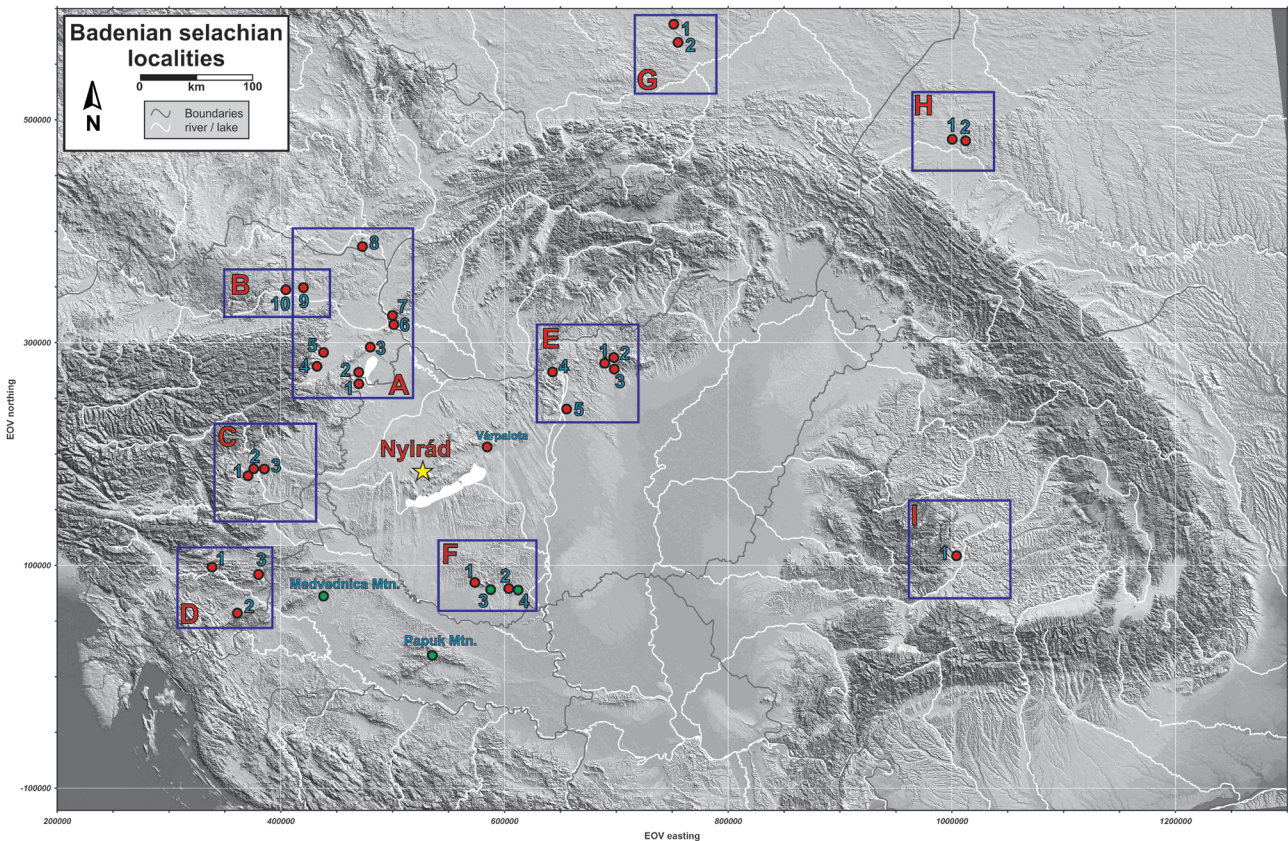 Badenian selachian
localities
0 km 100
N
Boundaries
river / lake
G
1
2
H
1 2
8
B
10 9
7
6
5
4
3
2
1
A
E
1 2
3
4
5
C
2
1 3
Nyirád
Várpalota
D
1
3
2
Medvednica Mtn.
Papuk Mtn.
F
1 2
3 4
I
1
500000
300000
100000
-100000
EOV northing
200000 400000 600000 800000 1000000 1200000
EOV easting